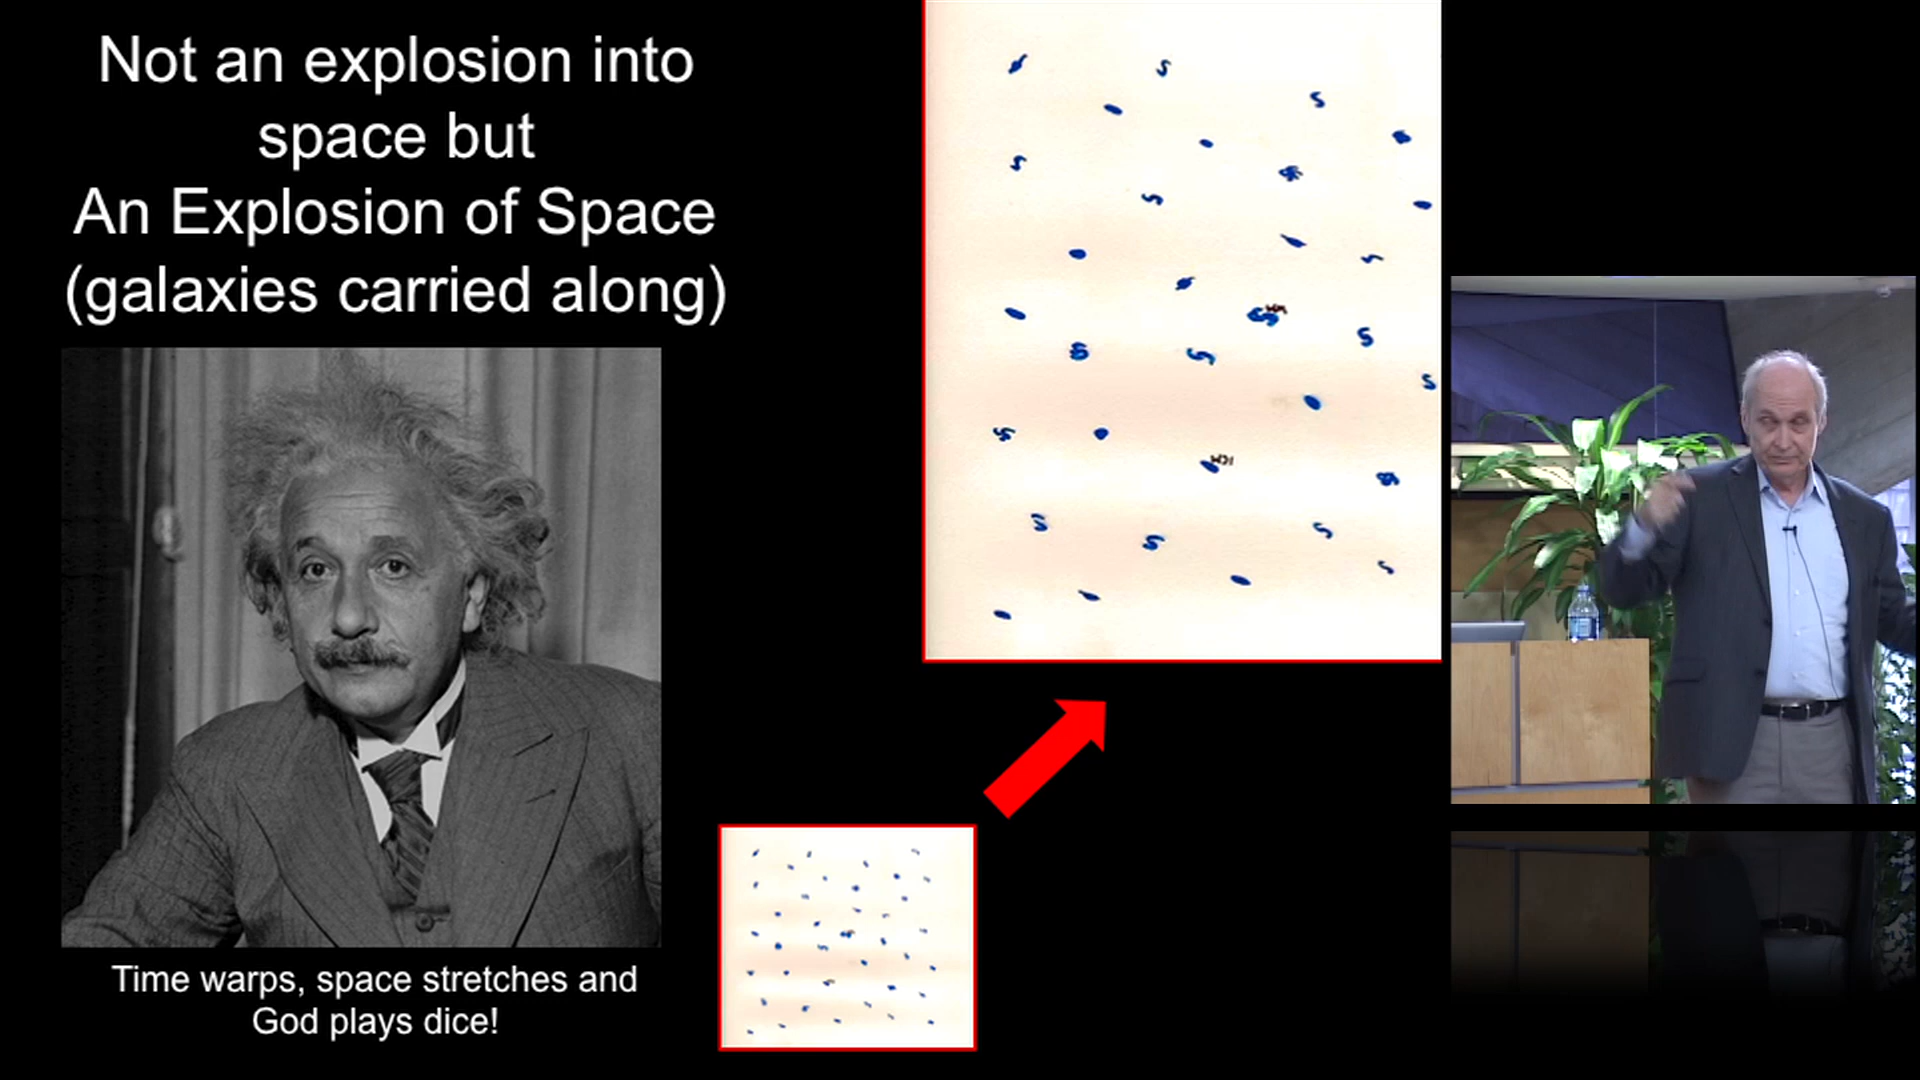 Not an explosion into
space but
An Explosion of Space
(galaxies carried along)
Time warps, space stretches and
God plays dice!